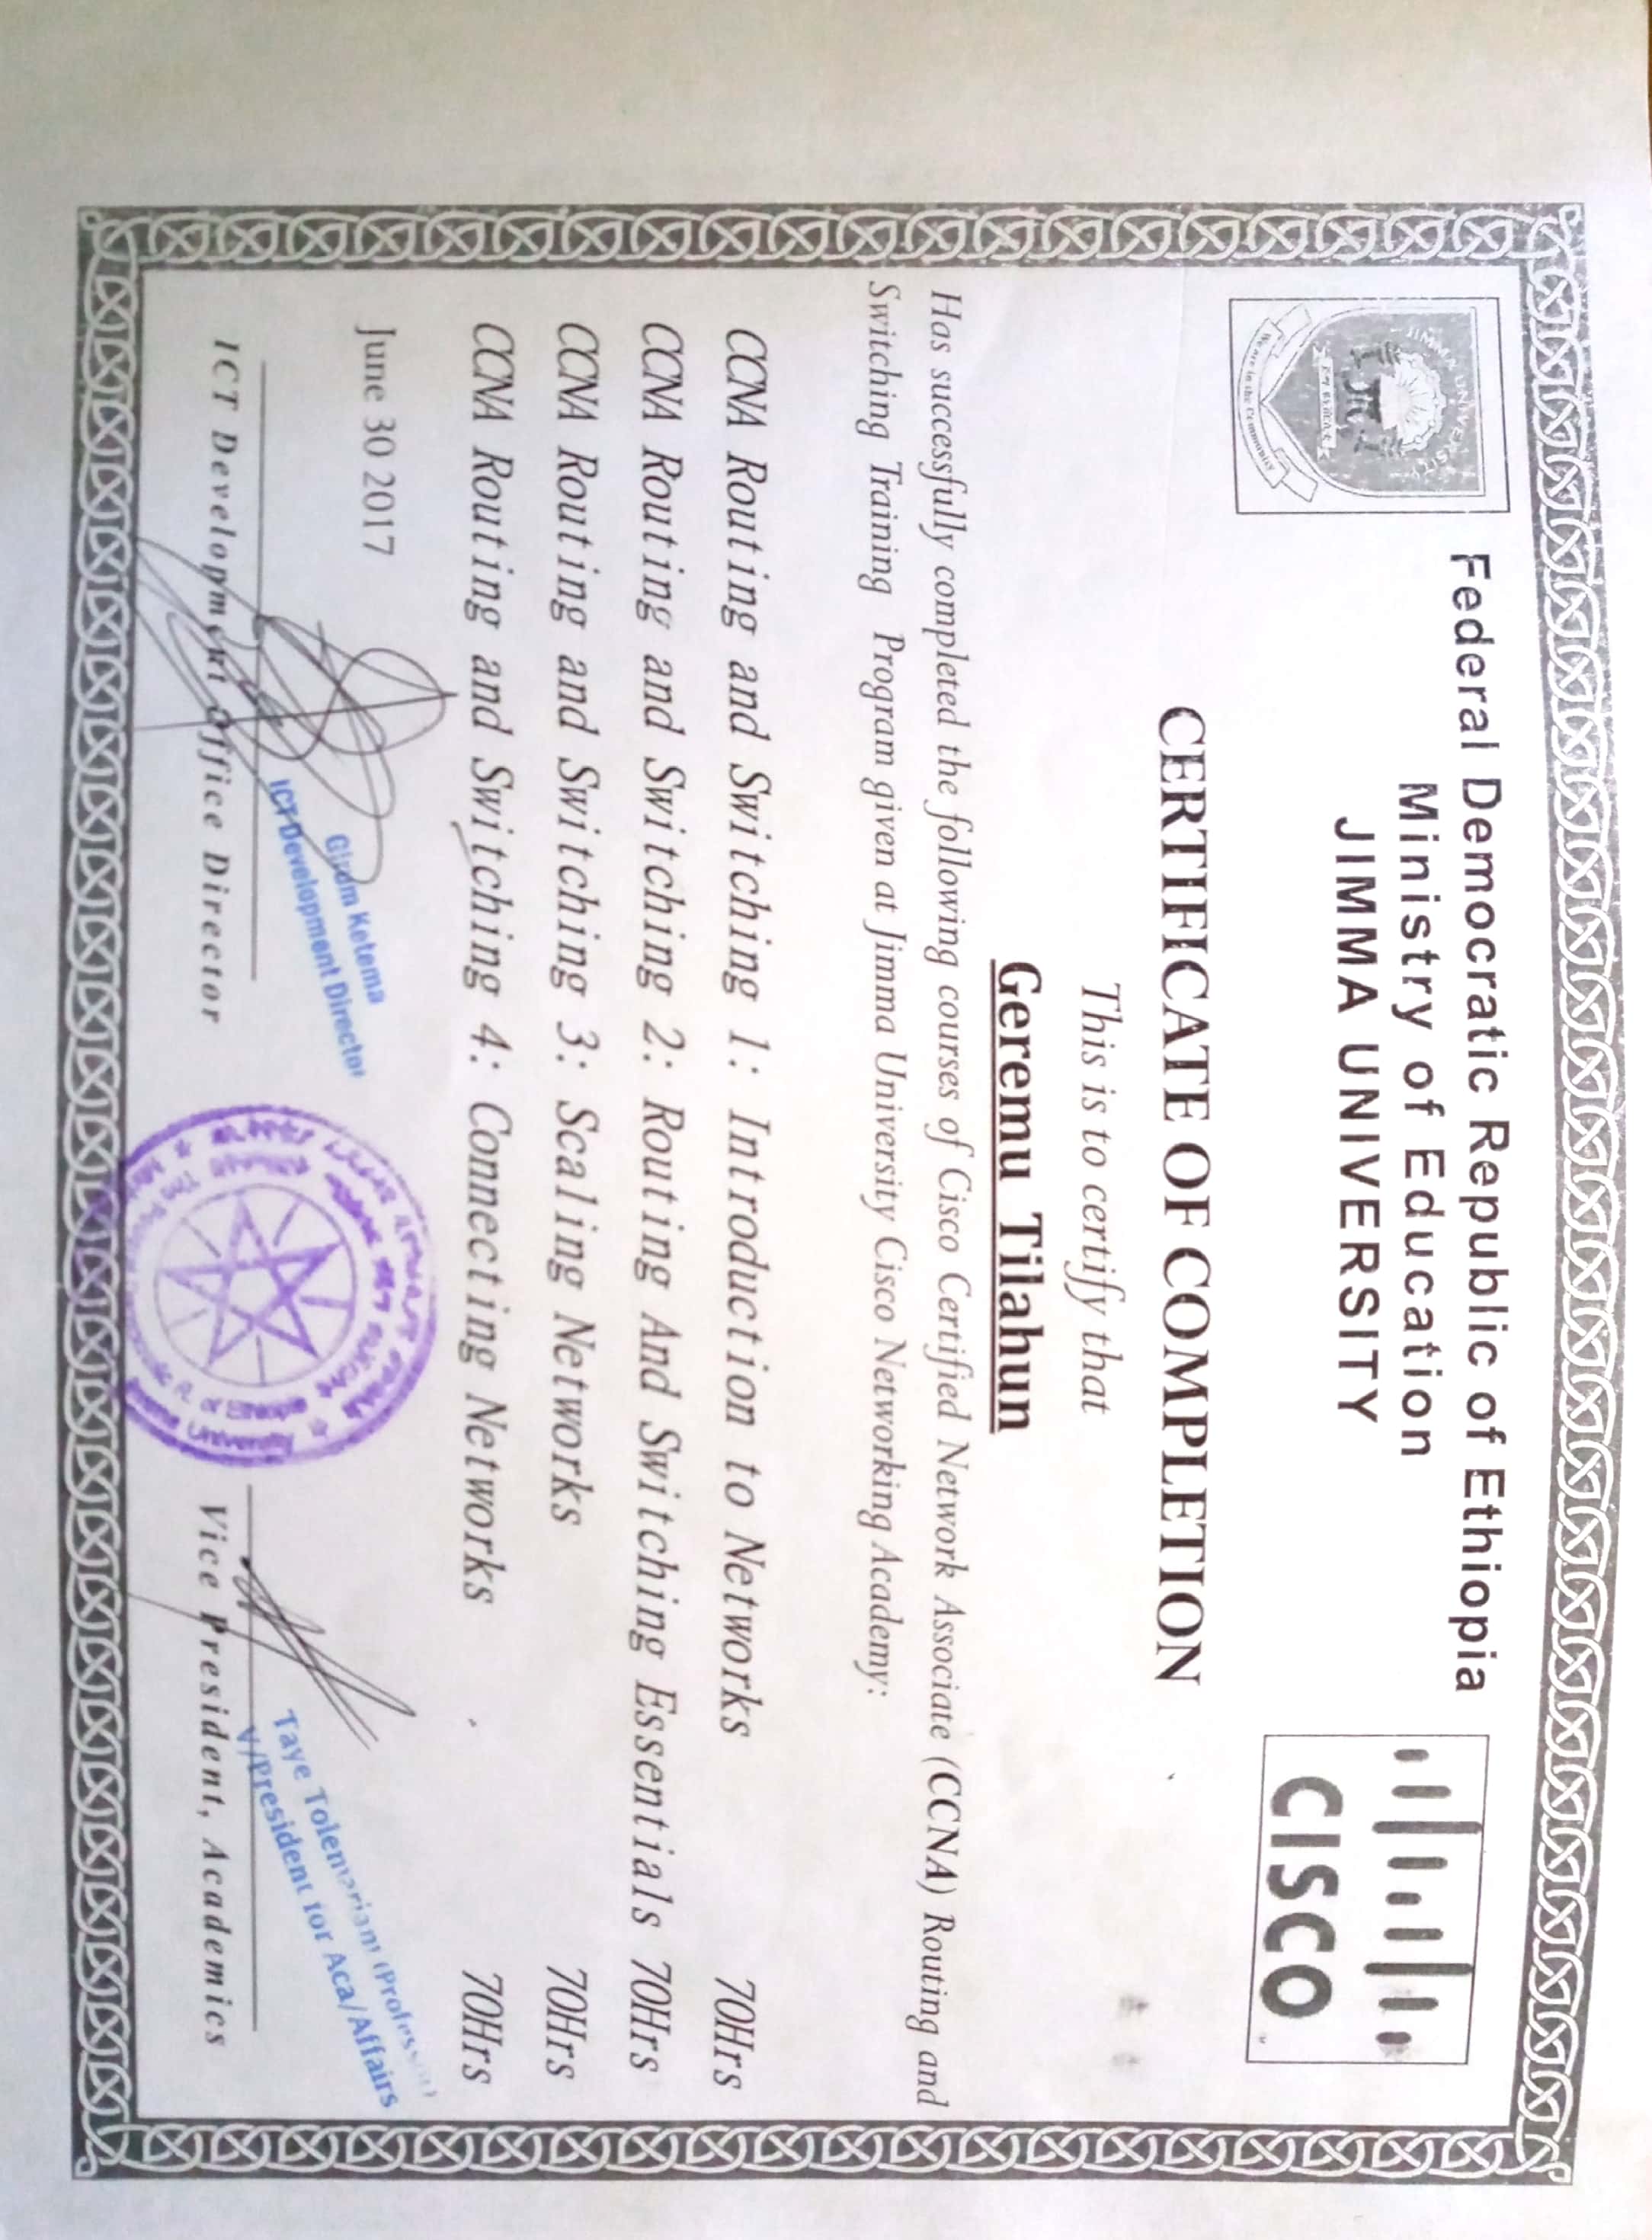 JIMMA UNIVERSITY
We are in the Community
Federal Democratic Republic of Ethiopia
Ministry of Education
JIMMA UNIVERSITY
CISCO
CERTIFICATE OF COMPLETION
This is to certify that
Geremu Tilahun
Has successfully completed the following courses of Cisco Certified Network Associate (CCNA) Routing and
Switching Training Program given at Jimma University Cisco Networking Academy:
CCNA Routing and Switching 1: Introduction to Networks 70Hrs
CCNA Routing and Switching 2: Routing And Switching Essentials 70Hrs
CCNA Routing and Switching 3: Scaling Networks 70Hrs
CCNA Routing and Switching 4: Connecting Networks 70Hrs
June 30 2017
Girum Ketema
ICT Development Director
ICT Development Office Director
Taye Tolemariam (Professor)
V/President for Aca/Affairs
Vice President, Academics